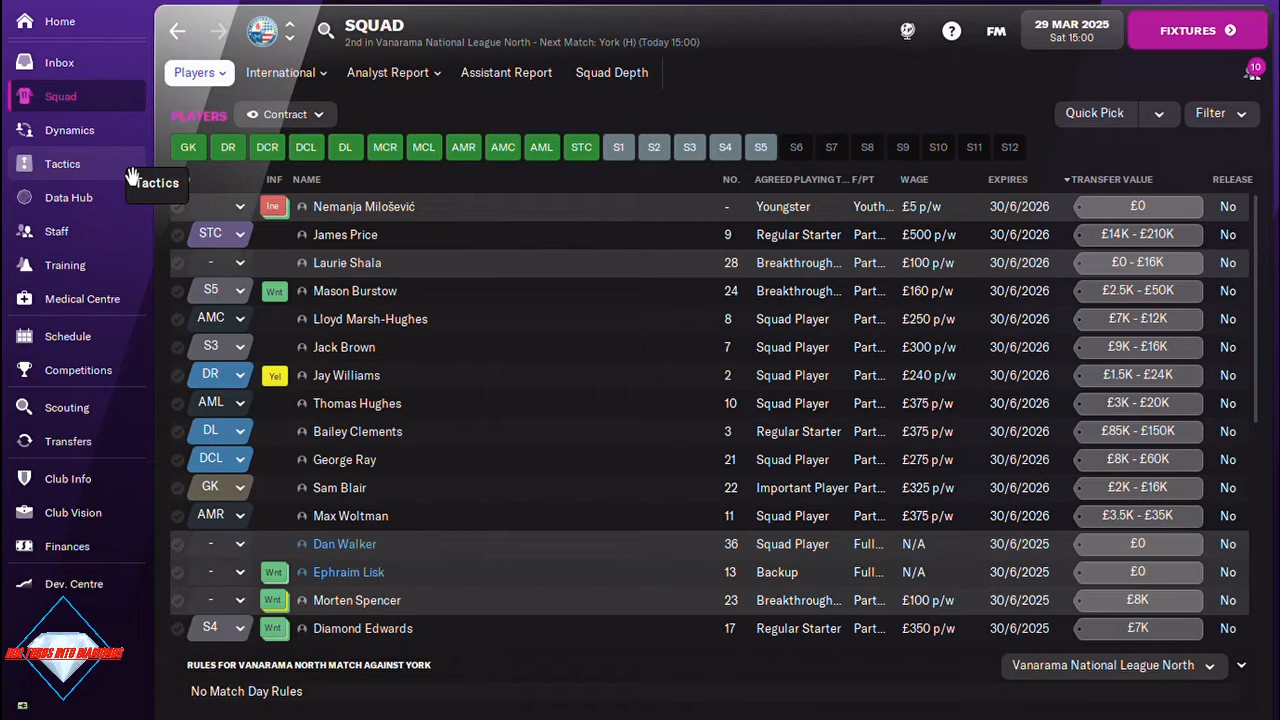 Home
Inbox
Squad
Dynamics
Tactics
Tactics
Data Hub
Staff
Training
Medical Centre
Schedule
Competitions
Scouting
Transfers
Club Info
Club Vision
Finances
Dev. Centre
SQUAD
2nd in Vanarama National League North - Next Match: York (H) (Today 15:00)
FM
29 MAR 2025
Sat 15:00
FIXTURES
Players International Analyst Report Assistant Report Squad Depth
10
PLAYERS Contract Quick Pick Filter
GK DR DCR DCL DL MCR MCL AMR AMC AML STC S1 S2 S3 S4 S5 S6 S7 S8 S9 S10 S11 S12
INF NAME NO. AGREED PLAYING T... F/PT WAGE EXPIRES TRANSFER VALUE RELEASE
- Ine Nemanja Milošević - Youngster Youth... £5 p/w 30/6/2026 £0 No
STC James Price 9 Regular Starter Part... £500 p/w 30/6/2026 £14K - £210K No
- Laurie Shala 28 Breakthrough... Part... £100 p/w 30/6/2026 £0 - £16K No
S5 Wnt Mason Burstow 24 Breakthrough... Part... £160 p/w 30/6/2026 £2.5K - £50K No
AMC Lloyd Marsh-Hughes 8 Squad Player Part... £250 p/w 30/6/2026 £7K - £12K No
S3 Jack Brown 7 Squad Player Part... £300 p/w 30/6/2026 £9K - £16K No
DR Yel Jay Williams 2 Squad Player Part... £240 p/w 30/6/2026 £1.5K - £24K No
AML Thomas Hughes 10 Squad Player Part... £375 p/w 30/6/2026 £3K - £20K No
DL Bailey Clements 3 Regular Starter Part... £375 p/w 30/6/2026 £85K - £150K No
DCL George Ray 21 Squad Player Part... £275 p/w 30/6/2026 £8K - £60K No
GK Sam Blair 22 Important Player Part... £325 p/w 30/6/2026 £2K - £16K No
AMR Max Woltman 11 Squad Player Part... £375 p/w 30/6/2026 £3.5K - £35K No
- Dan Walker 36 Squad Player Full... N/A 30/6/2025 £0 No
- Wnt Ephraim Lisk 13 Backup Full... N/A 30/6/2025 £0 No
- Wnt Morten Spencer 23 Breakthrough... Part... £100 p/w 30/6/2025 £8K No
S4 Wnt Diamond Edwards 17 Regular Starter Part... £350 p/w 30/6/2025 £7K No
RULES FOR VANARAMA NORTH MATCH AGAINST YORK
Vanarama National League North
No Match Day Rules